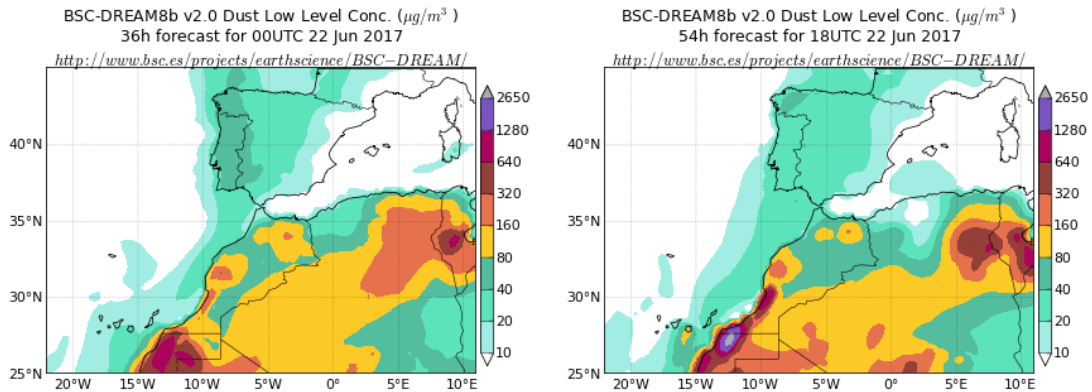 BSC-DREAM8b v2.0 Dust Low Level Conc. (μg/m³ )
36h forecast for 00UTC 22 Jun 2017
http://www.bsc.es/projects/earthscience/BSC−DREAM/
40°N
35°N
30°N
25°N
20°W 15°W 10°W 5°W 0° 5°E 10°E
2650
1280
640
320
160
80
40
20
10
BSC-DREAM8b v2.0 Dust Low Level Conc. (μg/m³ )
54h forecast for 18UTC 22 Jun 2017
http://www.bsc.es/projects/earthscience/BSC−DREAM/
40°N
35°N
30°N
25°N
20°W 15°W 10°W 5°W 0° 5°E 10°E
2650
1280
640
320
160
80
40
20
10